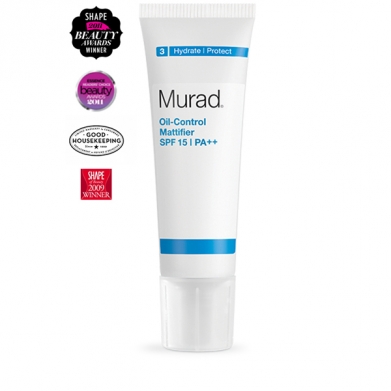 SHAPE
BEAUTY
AWARDS
WINNER
beauty
GOOD
HOUSEKEEPING
SHAPE
2009
WINNER
3 Hydrate | Protect
Murad.
Oil-Control
Mattifier
SPF 15 | PA++